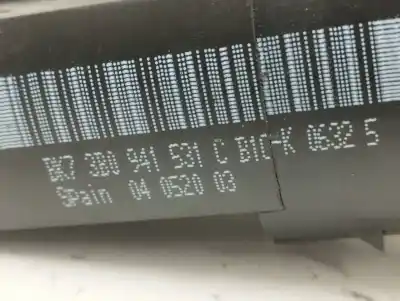 BK7 3B0 941 531 C B1C-K 0632 5
Spain 04 0520 03